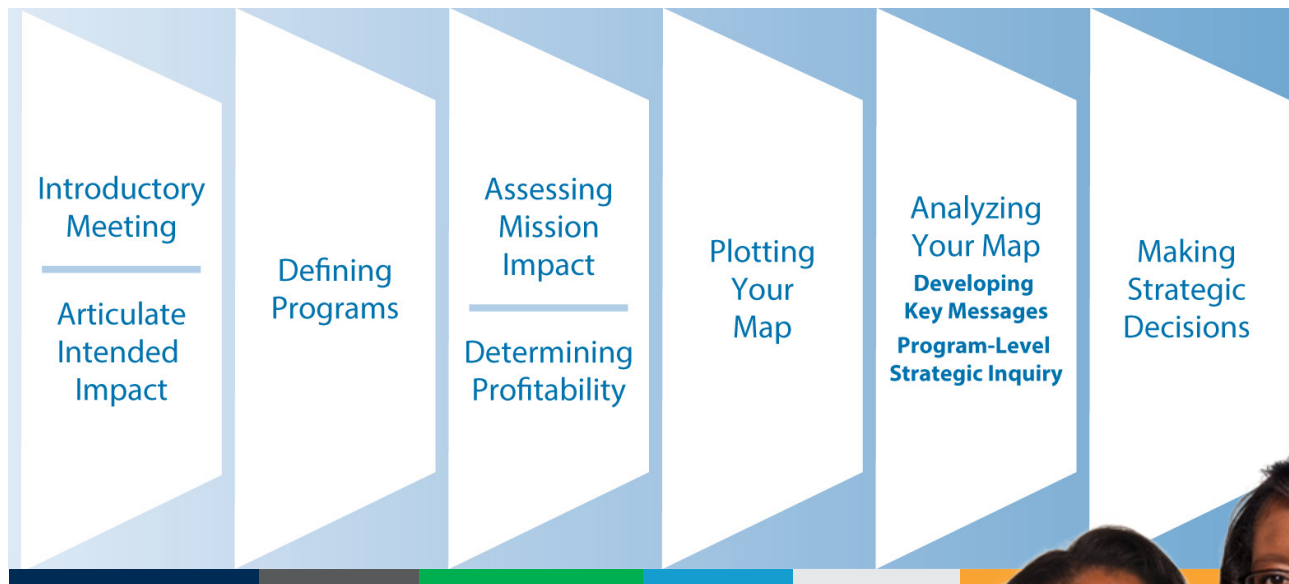 Introductory
Meeting
Articulate
Intended
Impact
Defining
Programs
Assessing
Mission
Impact
Determining
Profitability
Plotting
Your
Map
Analyzing
Your Map
Developing
Key Messages
Program-Level
Strategic Inquiry
Making
Strategic
Decisions